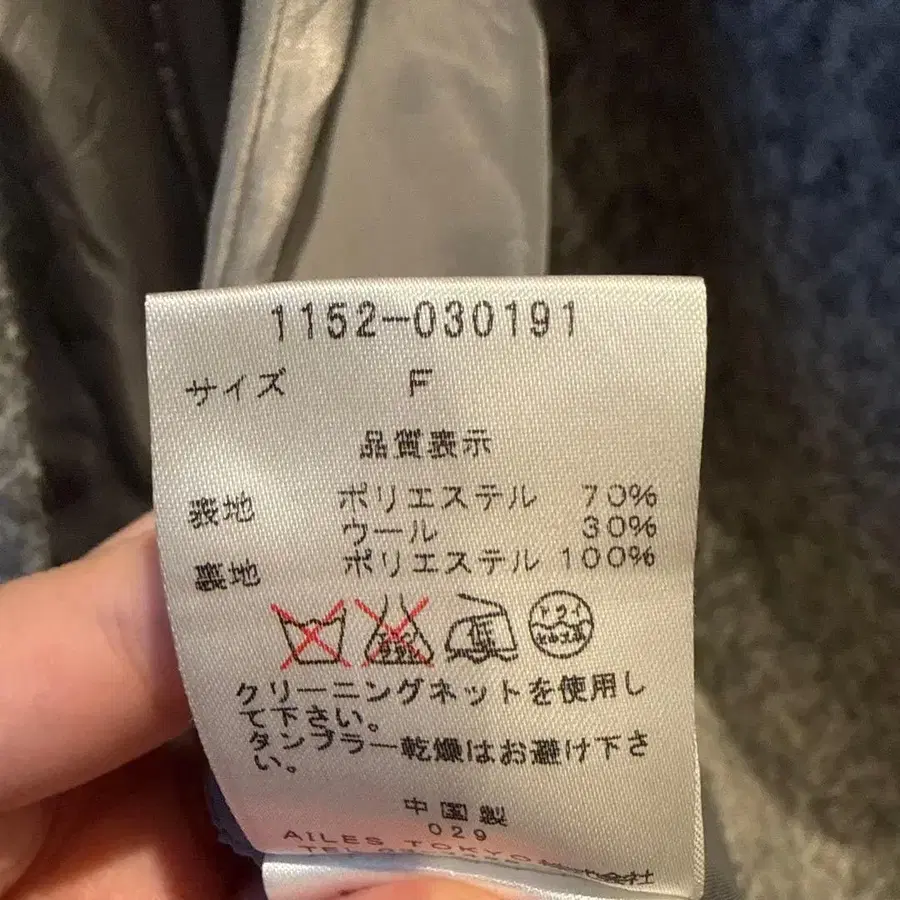 1152-030191
サイズ F
品質表示
表地 ポリエステル 70%
ウール 30%
裏地 ポリエステル 100%
低
ドライ
クリーニングネットを使用し
て下さい。
タンブラー乾燥はお避け下さ
い。
中国製
029
AILES TOKYO